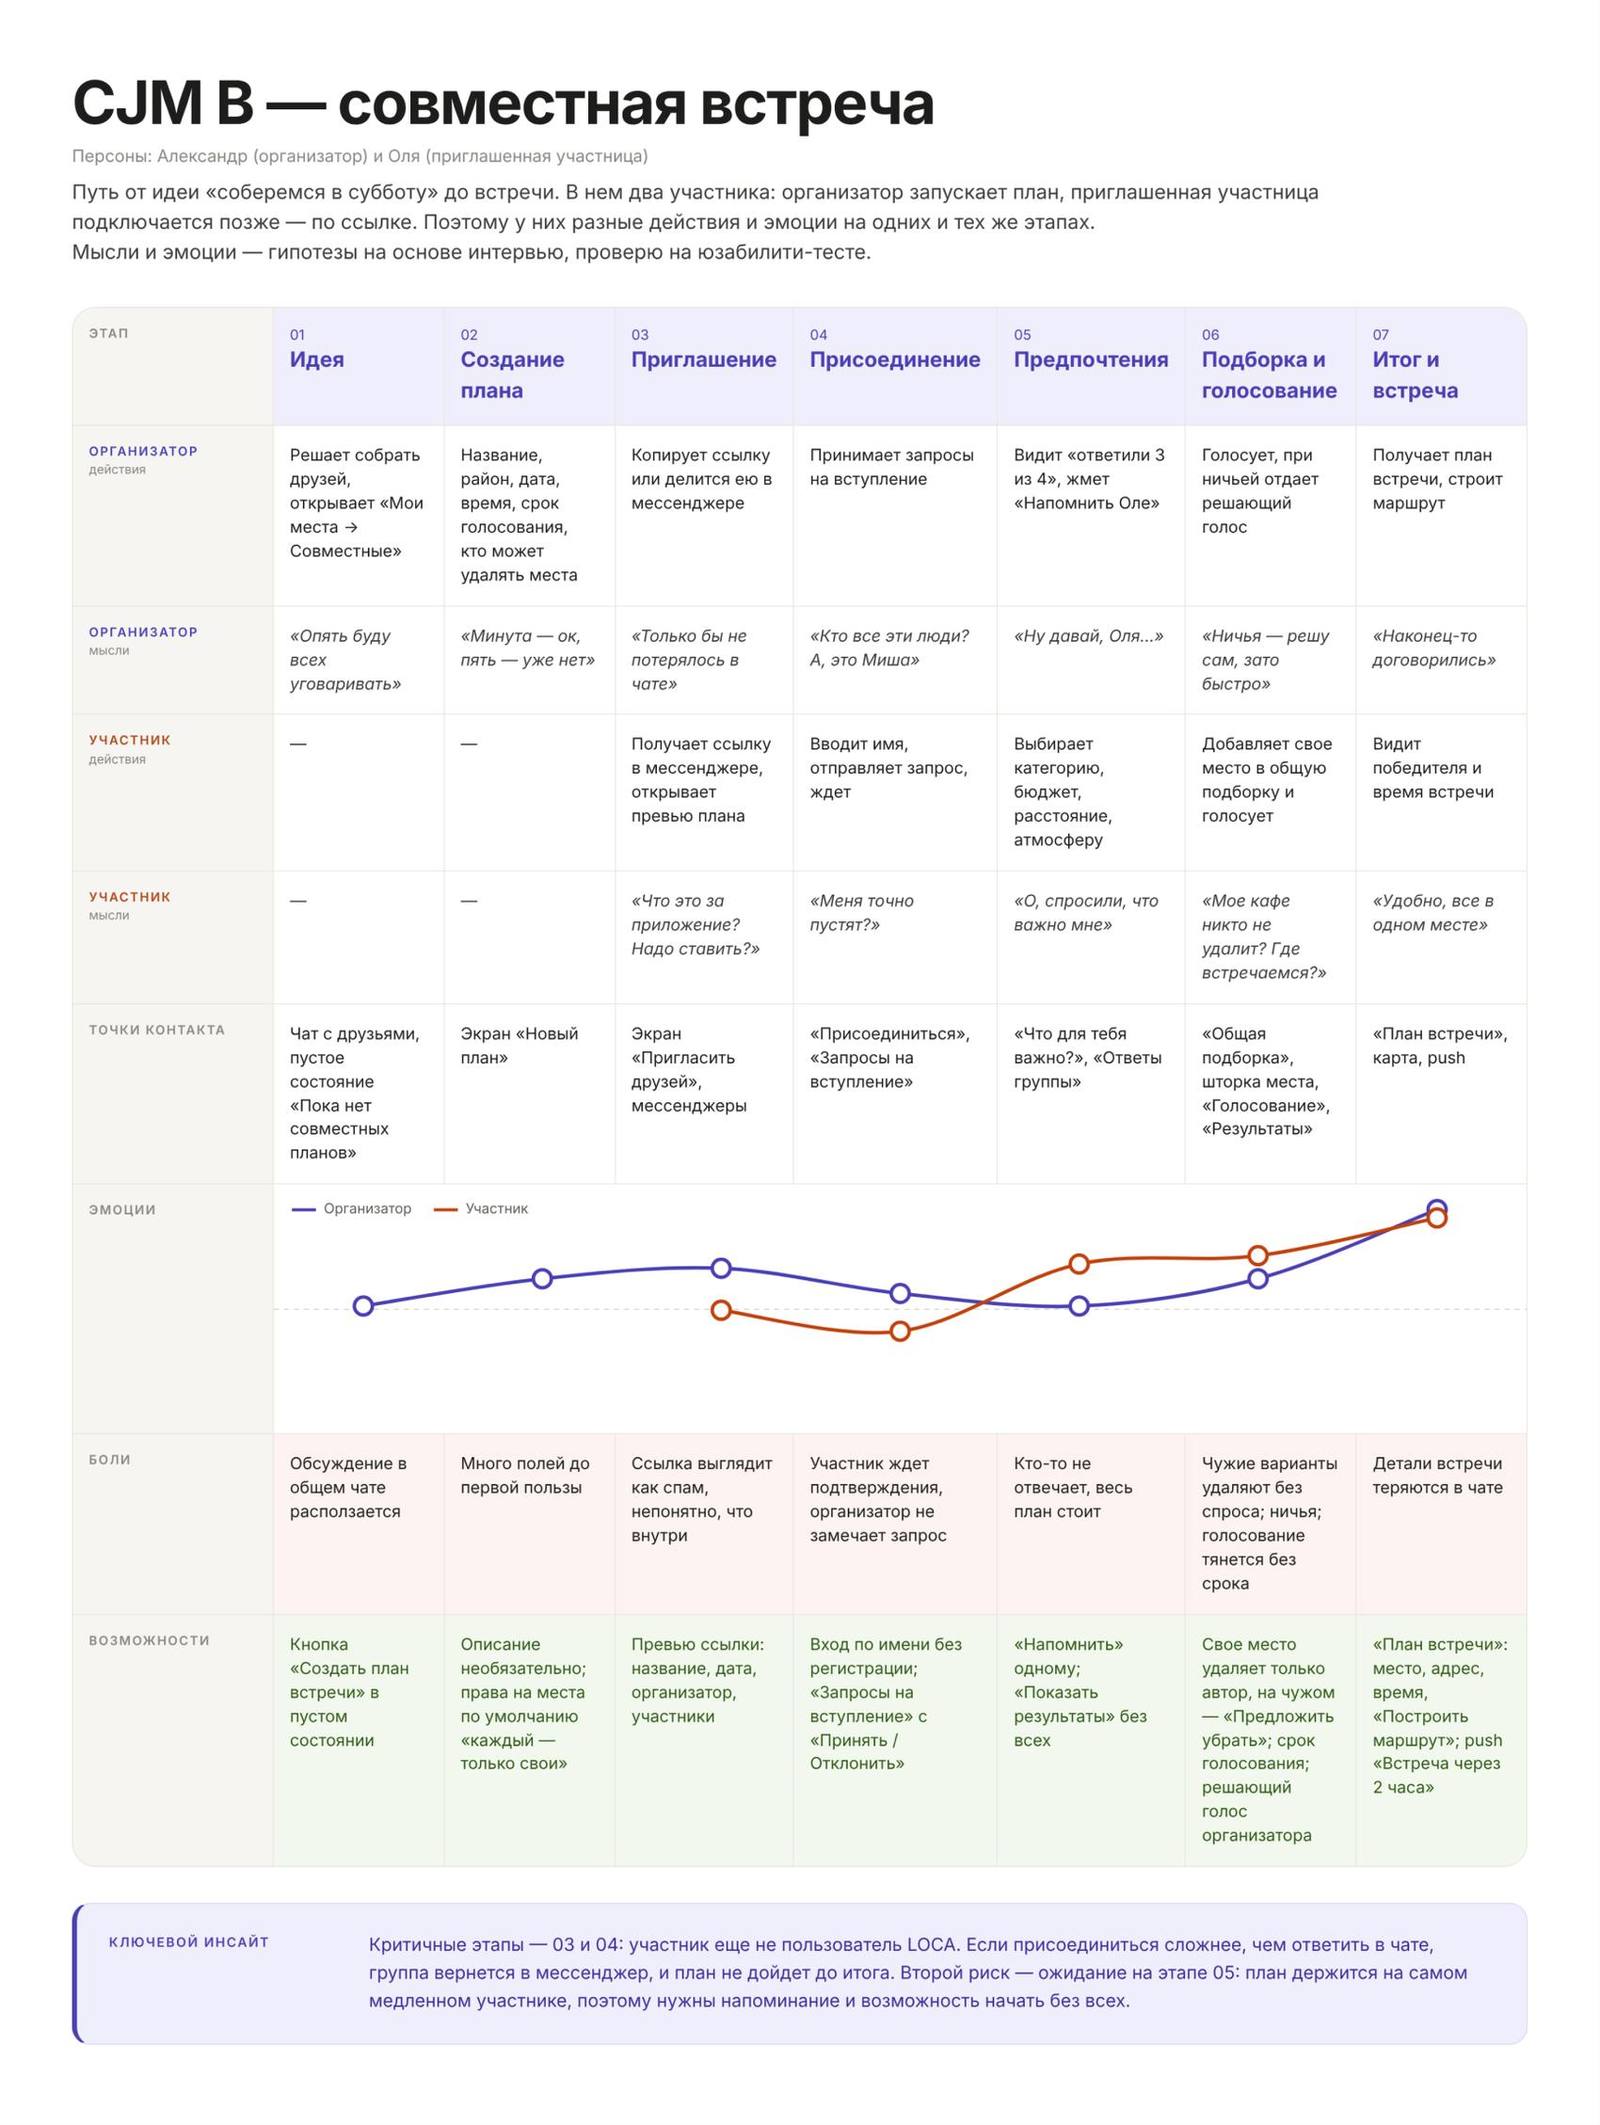 CJM B — совместная встреча
Персоны: Александр (организатор) и Оля (приглашенная участница)
Путь от идеи «соберемся в субботу» до встречи. В нем два участника: организатор запускает план, приглашенная участница
подключается позже — по ссылке. Поэтому у них разные действия и эмоции на одних и тех же этапах.
Мысли и эмоции — гипотезы на основе интервью, проверю на юзабилити-тесте.
ЭТАП
01
Идея
02
Создание
плана
03
Приглашение
04
Присоединение
05
Предпочтения
06
Подборка и
голосование
07
Итог и
встреча
ОРГАНИЗАТОР
действия
Решает собрать
друзей,
открывает «Мои
места →
Совместные»
Название,
район, дата,
время, срок
голосования,
кто может
удалять места
Копирует ссылку
или делится ею в
мессенджере
Принимает запросы
на вступление
Видит «ответили 3
из 4», жмет
«Напомнить Оле»
Голосует, при
ничьей отдает
решающий
голос
Получает план
встречи, строит
маршрут
ОРГАНИЗАТОР
мысли
«Опять буду
всех
уговаривать»
«Минута — ок,
пять — уже нет»
«Только бы не
потерялось в
чате»
«Кто все эти люди?
А, это Миша»
«Ну давай, Оля...»
«Ничья — решу
сам, зато
быстро»
«Наконец-то
договорились»
УЧАСТНИК
действия
—
—
Получает ссылку
в мессенджере,
открывает
превью плана
Вводит имя,
отправляет запрос,
ждет
Выбирает
категорию,
бюджет,
расстояние,
атмосферу
Добавляет свое
место в общую
подборку и
голосует
Видит
победителя и
время встречи
УЧАСТНИК
мысли
—
—
«Что это за
приложение?
Надо ставить?»
«Меня точно
пустят?»
«О, спросили, что
важно мне»
«Мое кафе
никто не
удалит? Где
встречаемся?»
«Удобно, все в
одном месте»
ТОЧКИ КОНТАКТА
Чат с друзьями,
пустое
состояние
«Пока нет
совместных
планов»
Экран «Новый
план»
Экран
«Пригласить
друзей»,
мессенджеры
«Присоединиться»,
«Запросы на
вступление»
«Что для тебя
важно?», «Ответы
группы»
«Общая
подборка»,
шторка места,
«Голосование»,
«Результаты»
«План встречи»,
карта, push
ЭМОЦИИ
Организатор
Участник
БОЛИ
Обсуждение в
общем чате
расползается
Много полей до
первой пользы
Ссылка выглядит
как спам,
непонятно, что
внутри
Участник ждет
подтверждения,
организатор не
замечает запрос
Кто-то не
отвечает, весь
план стоит
Чужие варианты
удаляют без
спроса; ничья;
голосование
тянется без
срока
Детали встречи
теряются в чате
ВОЗМОЖНОСТИ
Кнопка
«Создать план
встречи» в
пустом
состоянии
Описание
необязательно;
права на места
по умолчанию
«каждый —
только свои»
Превью ссылки:
название, дата,
организатор,
участники
Вход по имени без
регистрации;
«Запросы на
вступление» с
«Принять /
Отклонить»
«Напомнить»
одному;
«Показать
результаты» без
всех
Свое место
удаляет только
автор, на чужом
— «Предложить
убрать»; срок
голосования;
решающий
голос
организатора
«План встречи»:
место, адрес,
время,
«Построить
маршрут»; push
«Встреча через
2 часа»
КЛЮЧЕВОЙ ИНСАЙТ
Критичные этапы — 03 и 04: участник еще не пользователь LOCA. Если присоединиться сложнее, чем ответить в чате,
группа вернется в мессенджер, и план не дойдет до итога. Второй риск — ожидание на этапе 05: план держится на самом
медленном участнике, поэтому нужны напоминание и возможность начать без всех.